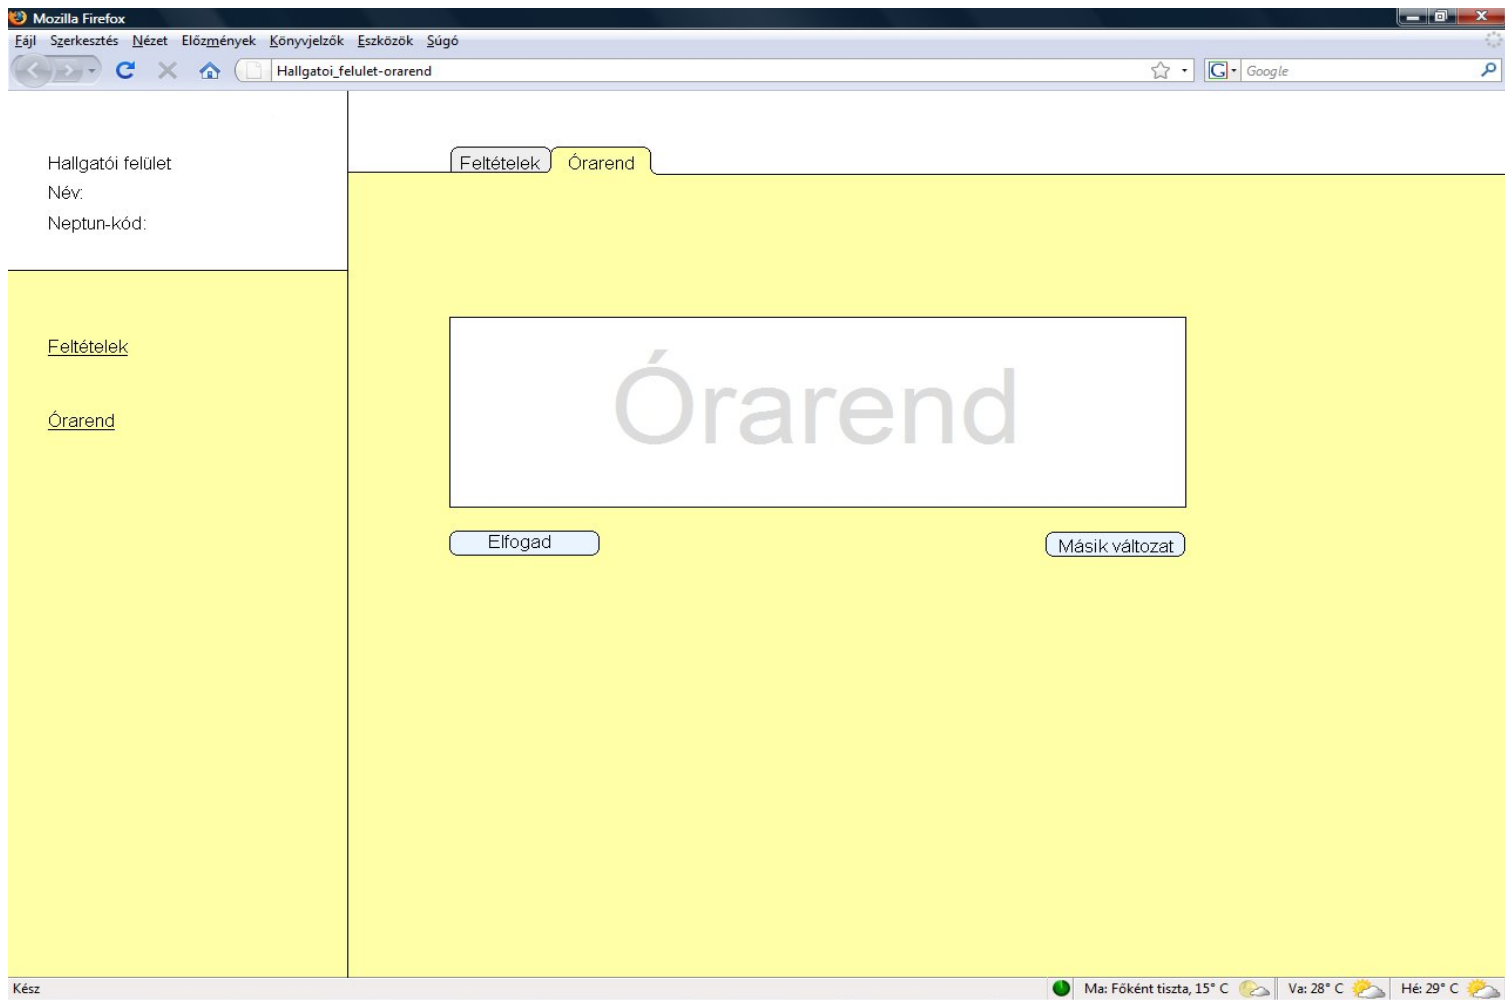 Mozilla Firefox
Fájl Szerkesztés Nézet Előzmények Könyvjelzők Eszközök Súgó
Hallgatoi_felulet-orarend
G Google
Hallgatói felület
Név:
Neptun-kód:
Feltételek Órarend
Feltételek
Órarend
Órarend
Elfogad Másik változat
Kész Ma: Főként tiszta, 15° C Va: 28° C Hé: 29° C